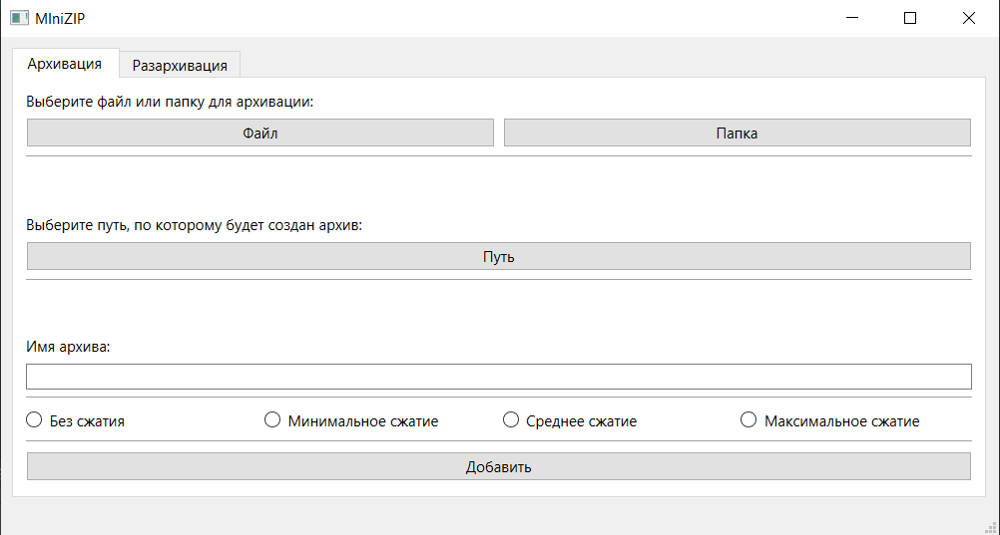 MIniZIP
Архивация Разархивация
Выберите файл или папку для архивации:
Файл Папка
Выберите путь, по которому будет создан архив:
Путь
Имя архива:
Без сжатия Минимальное сжатие Среднее сжатие Максимальное сжатие
Добавить